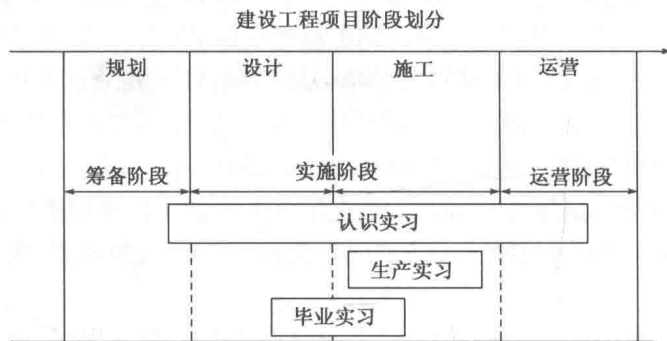 建设工程项目阶段划分
规划 设计 施工 运营
筹备阶段 实施阶段 运营阶段
认识实习
生产实习
毕业实习